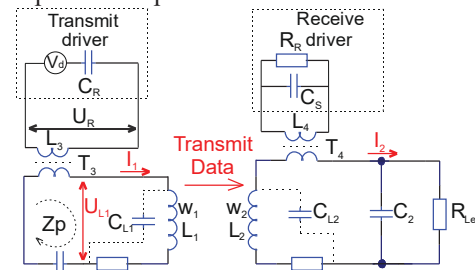 Transmit
driver
V_d
C_R
U_R
L_3
T_3
I_1
Zp
U_L1
C_L1
w_1
L_1
Transmit
Data
Receive
driver
R_R
C_S
L_4
T_4
I_2
w_2
L_2
C_L2
C_2
R_Le